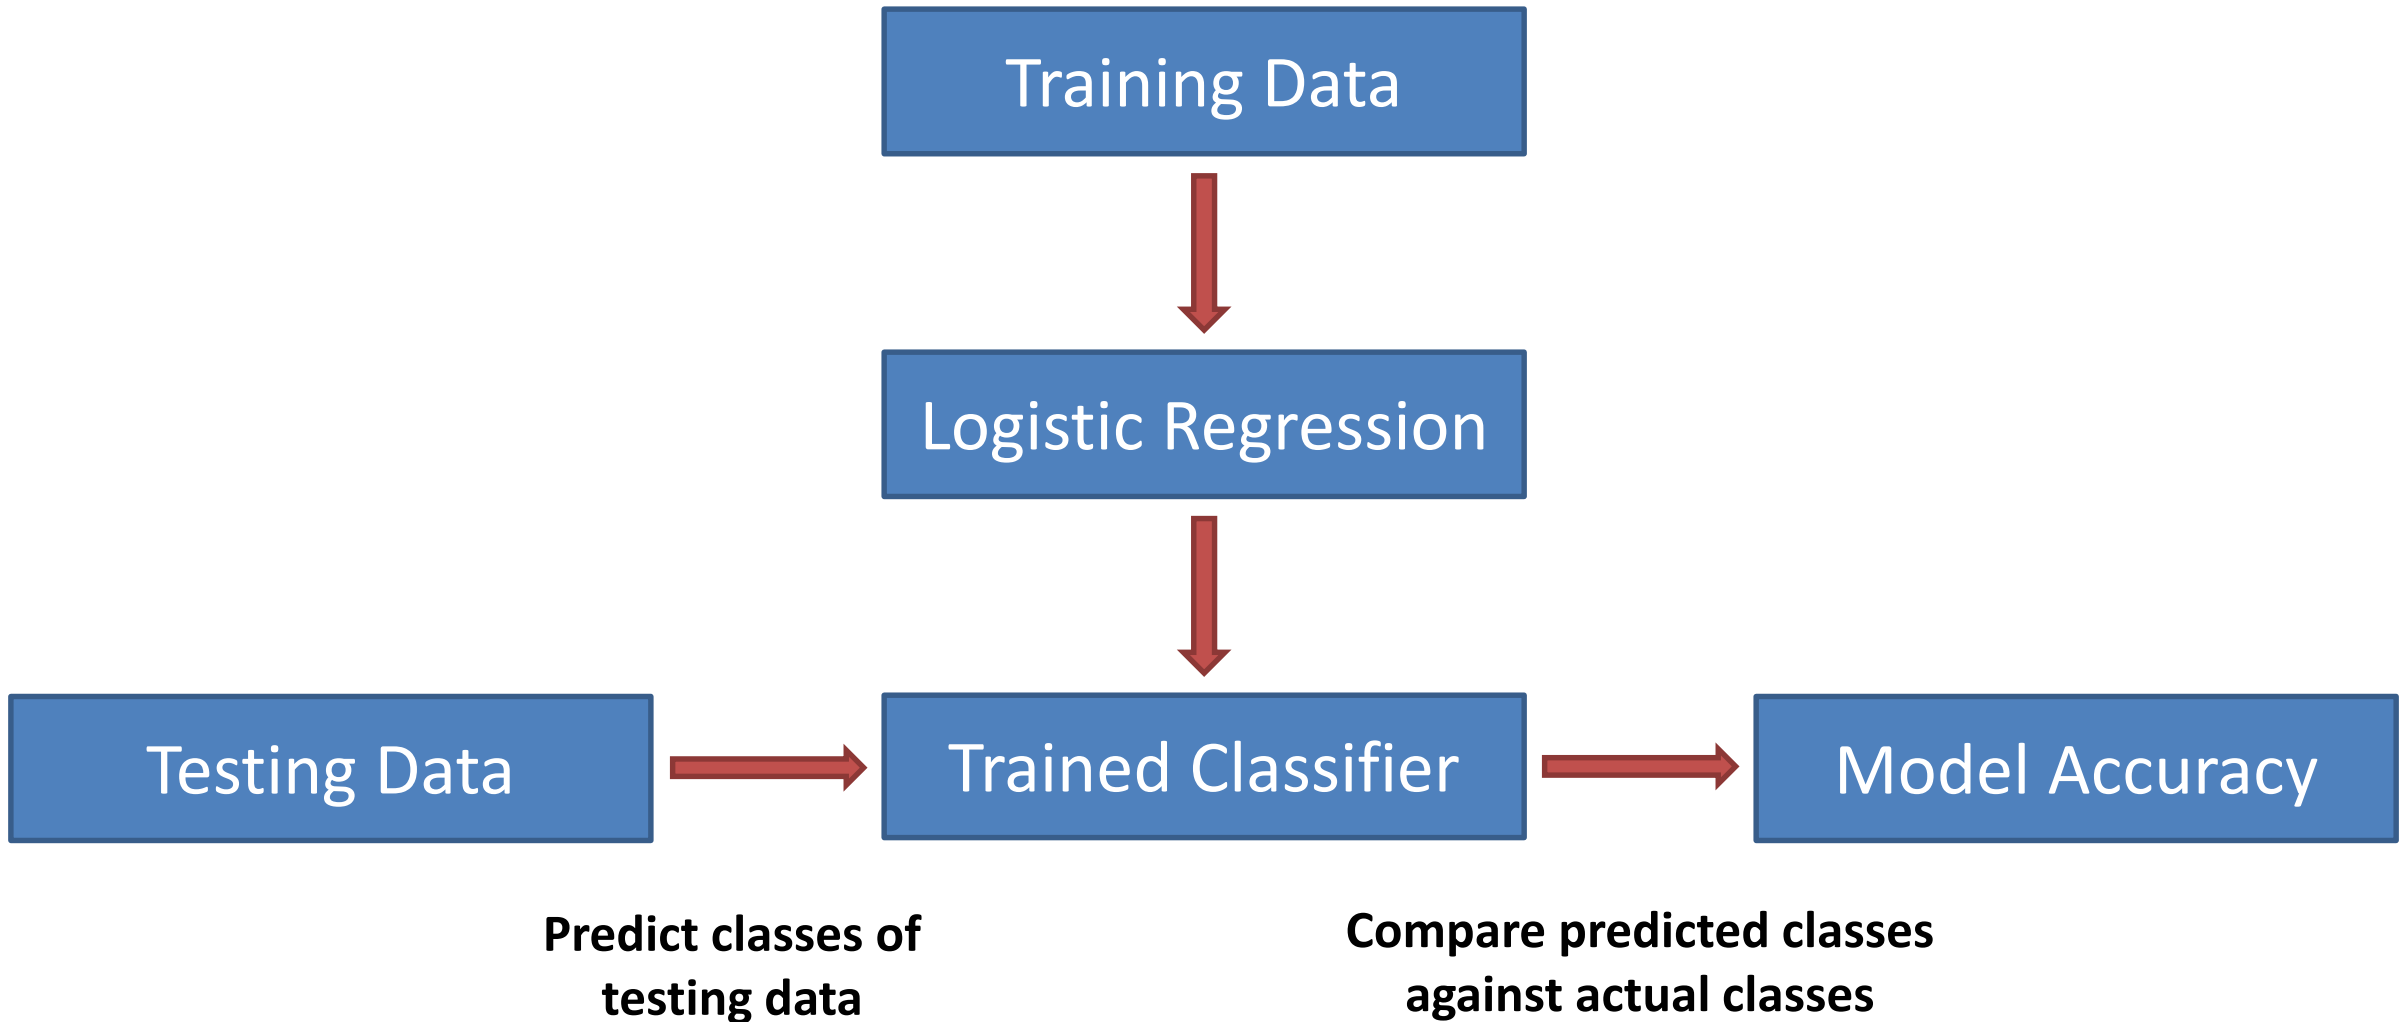 Training Data
Logistic Regression
Testing Data
Trained Classifier
Model Accuracy
Predict classes of
testing data
Compare predicted classes
against actual classes